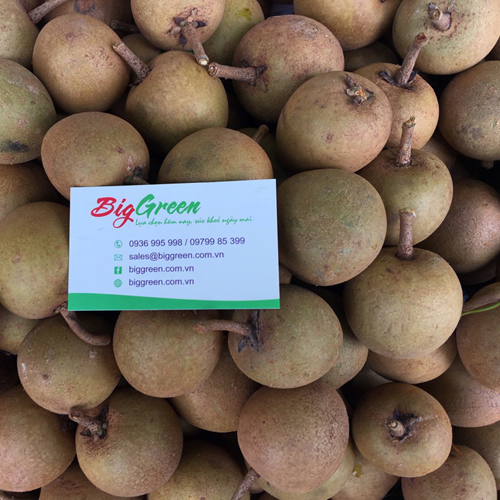 BigGreen
Lựa chọn hôm nay, sức khoẻ ngày mai
0936 995 998 / 09799 85 399
sales@biggreen.com.vn
biggreen.com.vn
biggreen.com.vn